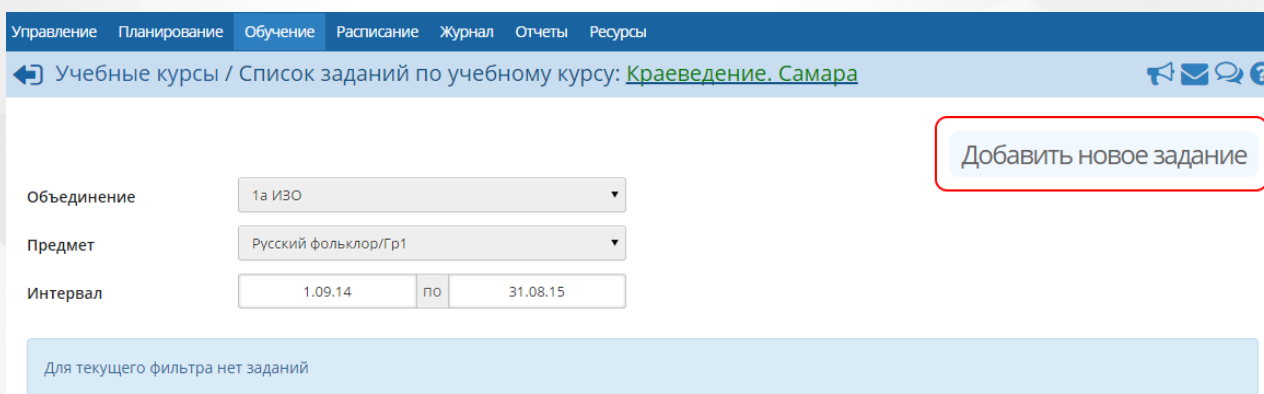 Управление Планирование Обучение Расписание Журнал Отчеты Ресурсы
Учебные курсы / Список заданий по учебному курсу: Краеведение. Самара
Добавить новое задание
Объединение 1а ИЗО
Предмет Русский фольклор/Гр1
Интервал 1.09.14 по 31.08.15
Для текущего фильтра нет заданий